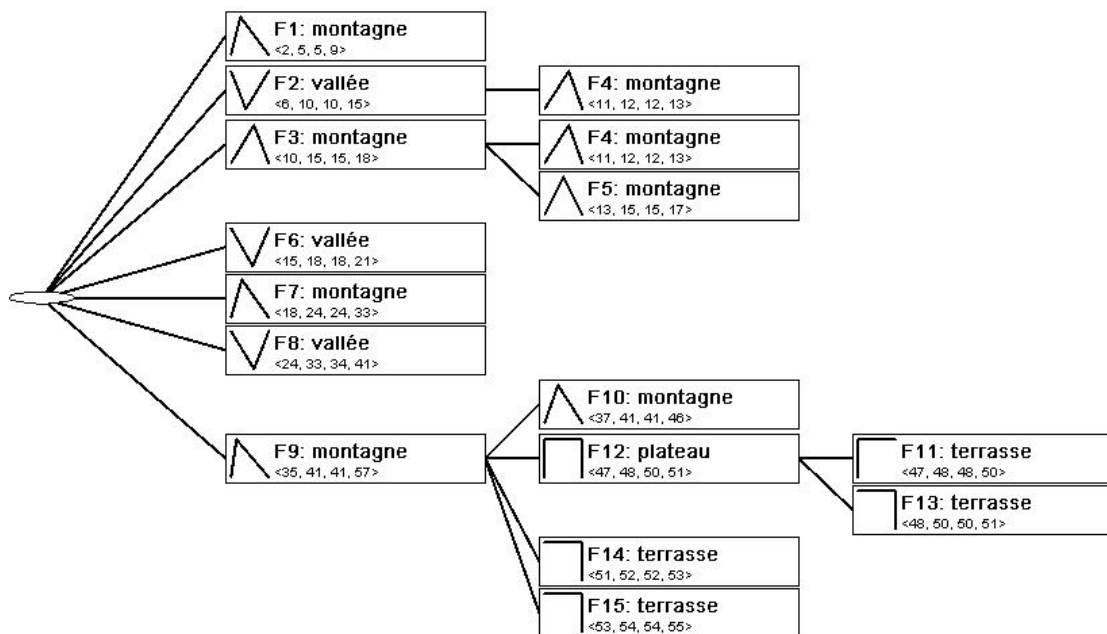 F1: montagne
<2, 5, 5, 9>
F2: vallée
<6, 10, 10, 15>
F4: montagne
<11, 12, 12, 13>
F3: montagne
<10, 15, 15, 18>
F4: montagne
<11, 12, 12, 13>
F5: montagne
<13, 15, 15, 17>
F6: vallée
<15, 18, 18, 21>
F7: montagne
<18, 24, 24, 33>
F8: vallée
<24, 33, 34, 41>
F9: montagne
<35, 41, 41, 57>
F10: montagne
<37, 41, 41, 46>
F12: plateau
<47, 48, 50, 51>
F11: terrasse
<47, 48, 48, 50>
F13: terrasse
<48, 50, 50, 51>
F14: terrasse
<51, 52, 52, 53>
F15: terrasse
<53, 54, 54, 55>